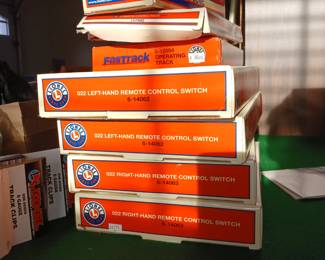 FasTrack
6-12054
OPERATING
TRACK
LIONEL
022 LEFT-HAND REMOTE CONTROL SWITCH
6-14062
LIONEL
022 LEFT-HAND REMOTE CONTROL SWITCH
6-14062
LIONEL
022 RIGHT-HAND REMOTE CONTROL SWITCH
6-14063
LIONEL
022 RIGHT-HAND REMOTE CONTROL SWITCH
6-14063
TRACK CLIPS
TRACK CLIPS